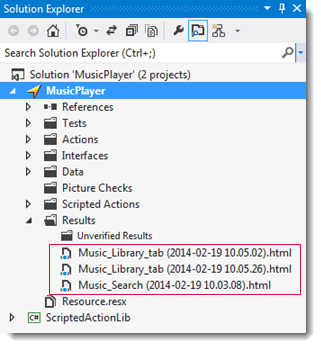 Solution Explorer
Search Solution Explorer (Ctrl+;)
Solution 'MusicPlayer' (2 projects)
MusicPlayer
References
Tests
Actions
Interfaces
Data
Picture Checks
Scripted Actions
Results
Unverified Results
Music_Library_tab (2014-02-19 10.05.02).html
Music_Library_tab (2014-02-19 10.05.26).html
Music_Search (2014-02-19 10.03.08).html
Resource.resx
C# ScriptedActionLib